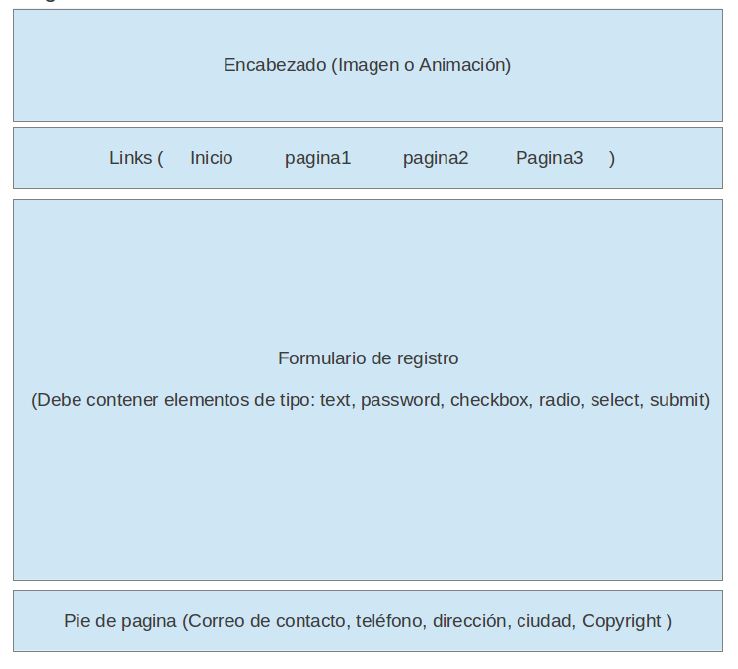 Encabezado (Imagen o Animación)
Links ( Inicio pagina1 pagina2 Pagina3 )
Formulario de registro
(Debe contener elementos de tipo: text, password, checkbox, radio, select, submit)
Pie de pagina (Correo de contacto, teléfono, dirección, ciudad, Copyright )